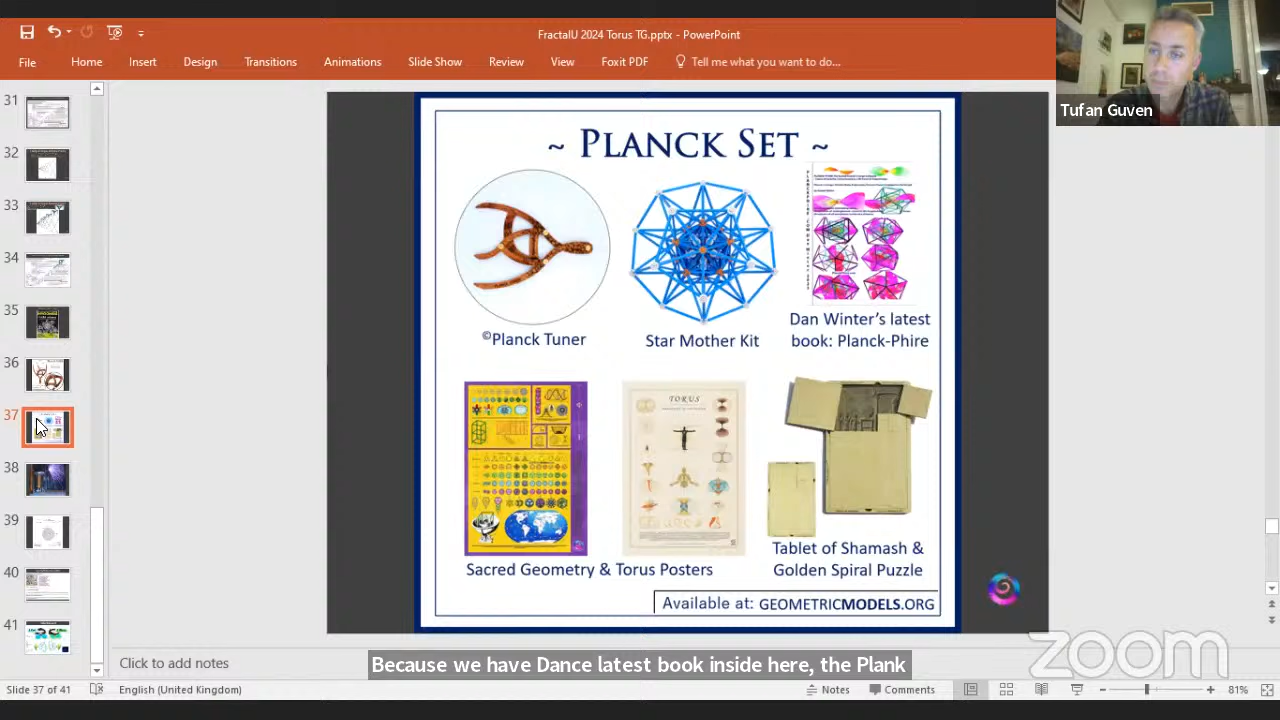 FractalU 2024 Torus TG.pptx - PowerPoint
File Home Insert Design Transitions Animations Slide Show Review View Foxit PDF Tell me what you want to do...
Tufan Guven
31
32
33
34
35
36
37
38
39
40
41
~ PLANCK SET ~
©Planck Tuner
Star Mother Kit
Dan Winter's latest
book: Planck-Phire
TORUS
Sacred Geometry & Torus Posters
Tablet of Shamash &
Golden Spiral Puzzle
Available at: GEOMETRICMODELS.ORG
Click to add notes
Because we have Dance latest book inside here, the Plank
zoom
Slide 37 of 41 English (United Kingdom) Notes Comments 81%